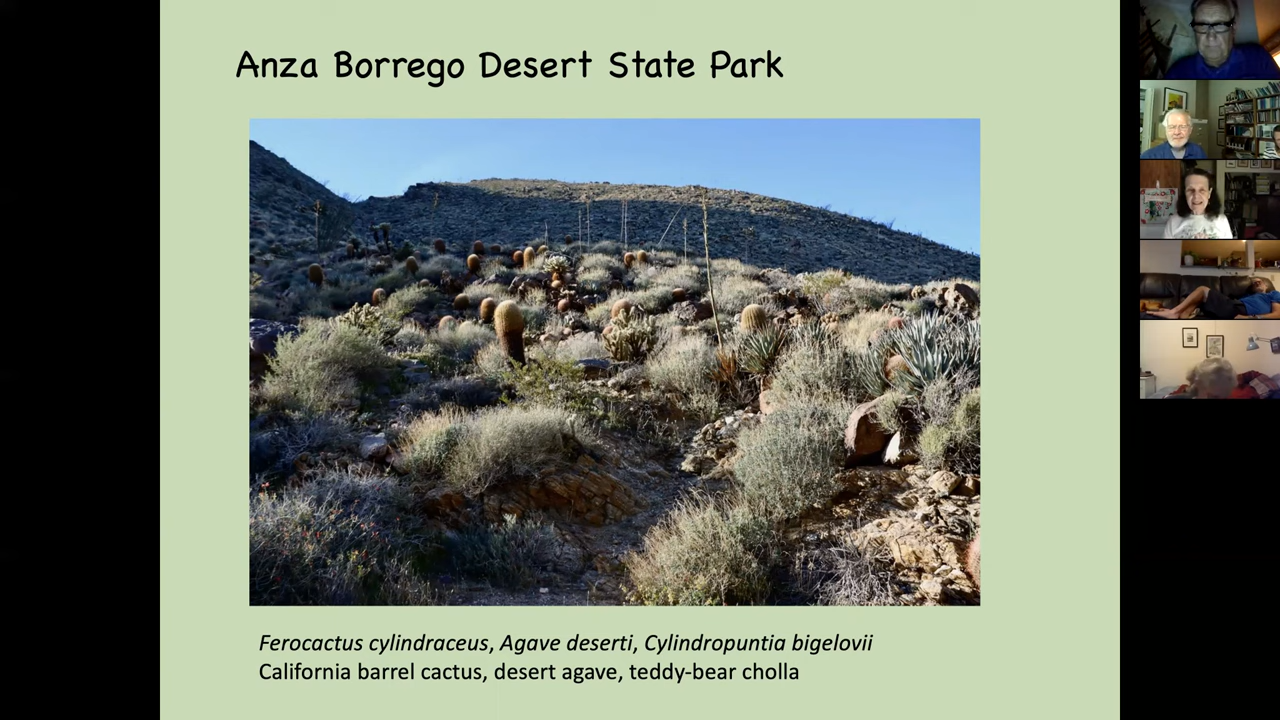 Anza Borrego Desert State Park
Ferocactus cylindraceus, Agave deserti, Cylindropuntia bigelovii
California barrel cactus, desert agave, teddy-bear cholla